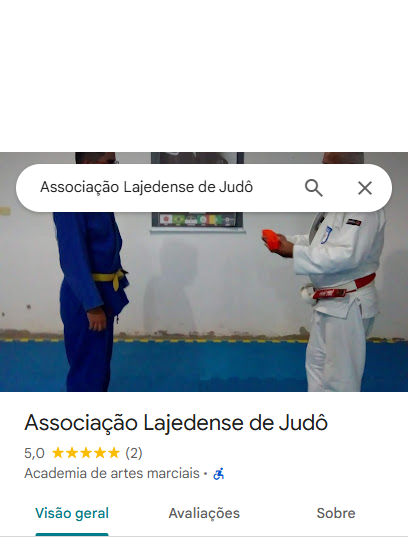 Associação Lajedense de Judô
Associação Lajedense de Judô
5,0 (2)
Academia de artes marciais ·
Visão geral Avaliações Sobre